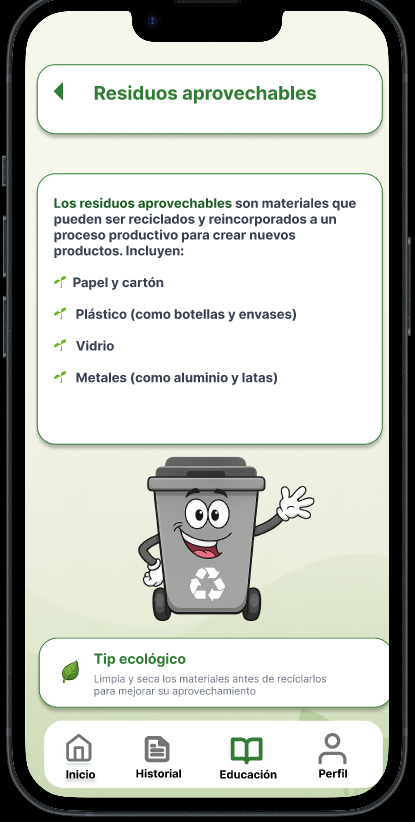 Residuos aprovechables
Los residuos aprovechables son materiales que
pueden ser reciclados y reincorporados a un
proceso productivo para crear nuevos
productos. Incluyen:
Papel y cartón
Plástico (como botellas y envases)
Vidrio
Metales (como aluminio y latas)
Tip ecológico
Limpia y seca los materiales antes de reciclarlos
para mejorar su aprovechamiento
Inicio Historial Educación Perfil